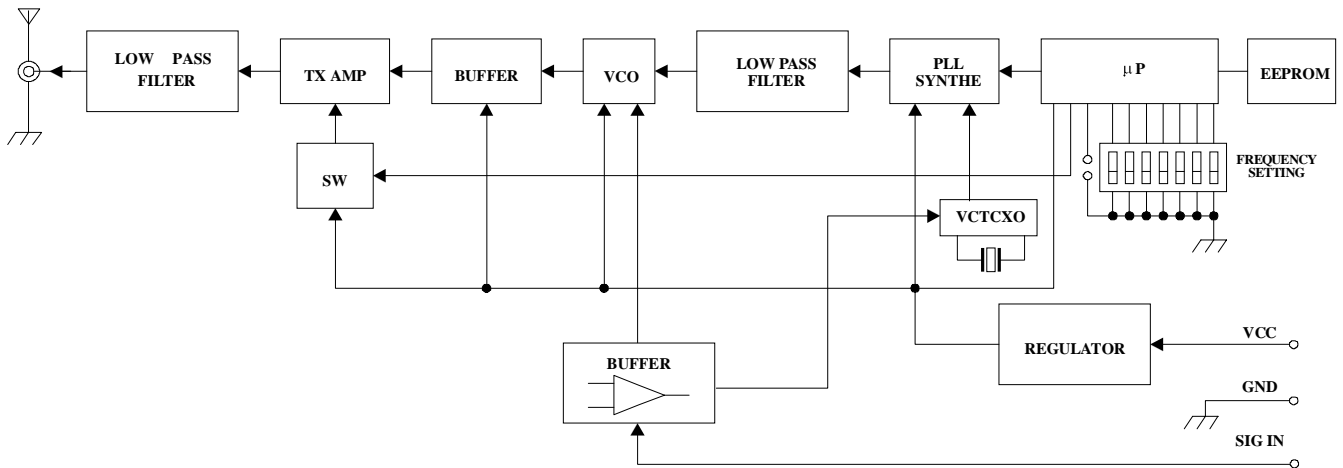 LOW PASS
FILTER
TX AMP
BUFFER
VCO
LOW PASS
FILTER
PLL
SYNTHE
μP
EEPROM
SW
FREQUENCY
SETTING
VCTCXO
BUFFER
REGULATOR
VCC
GND
SIG IN